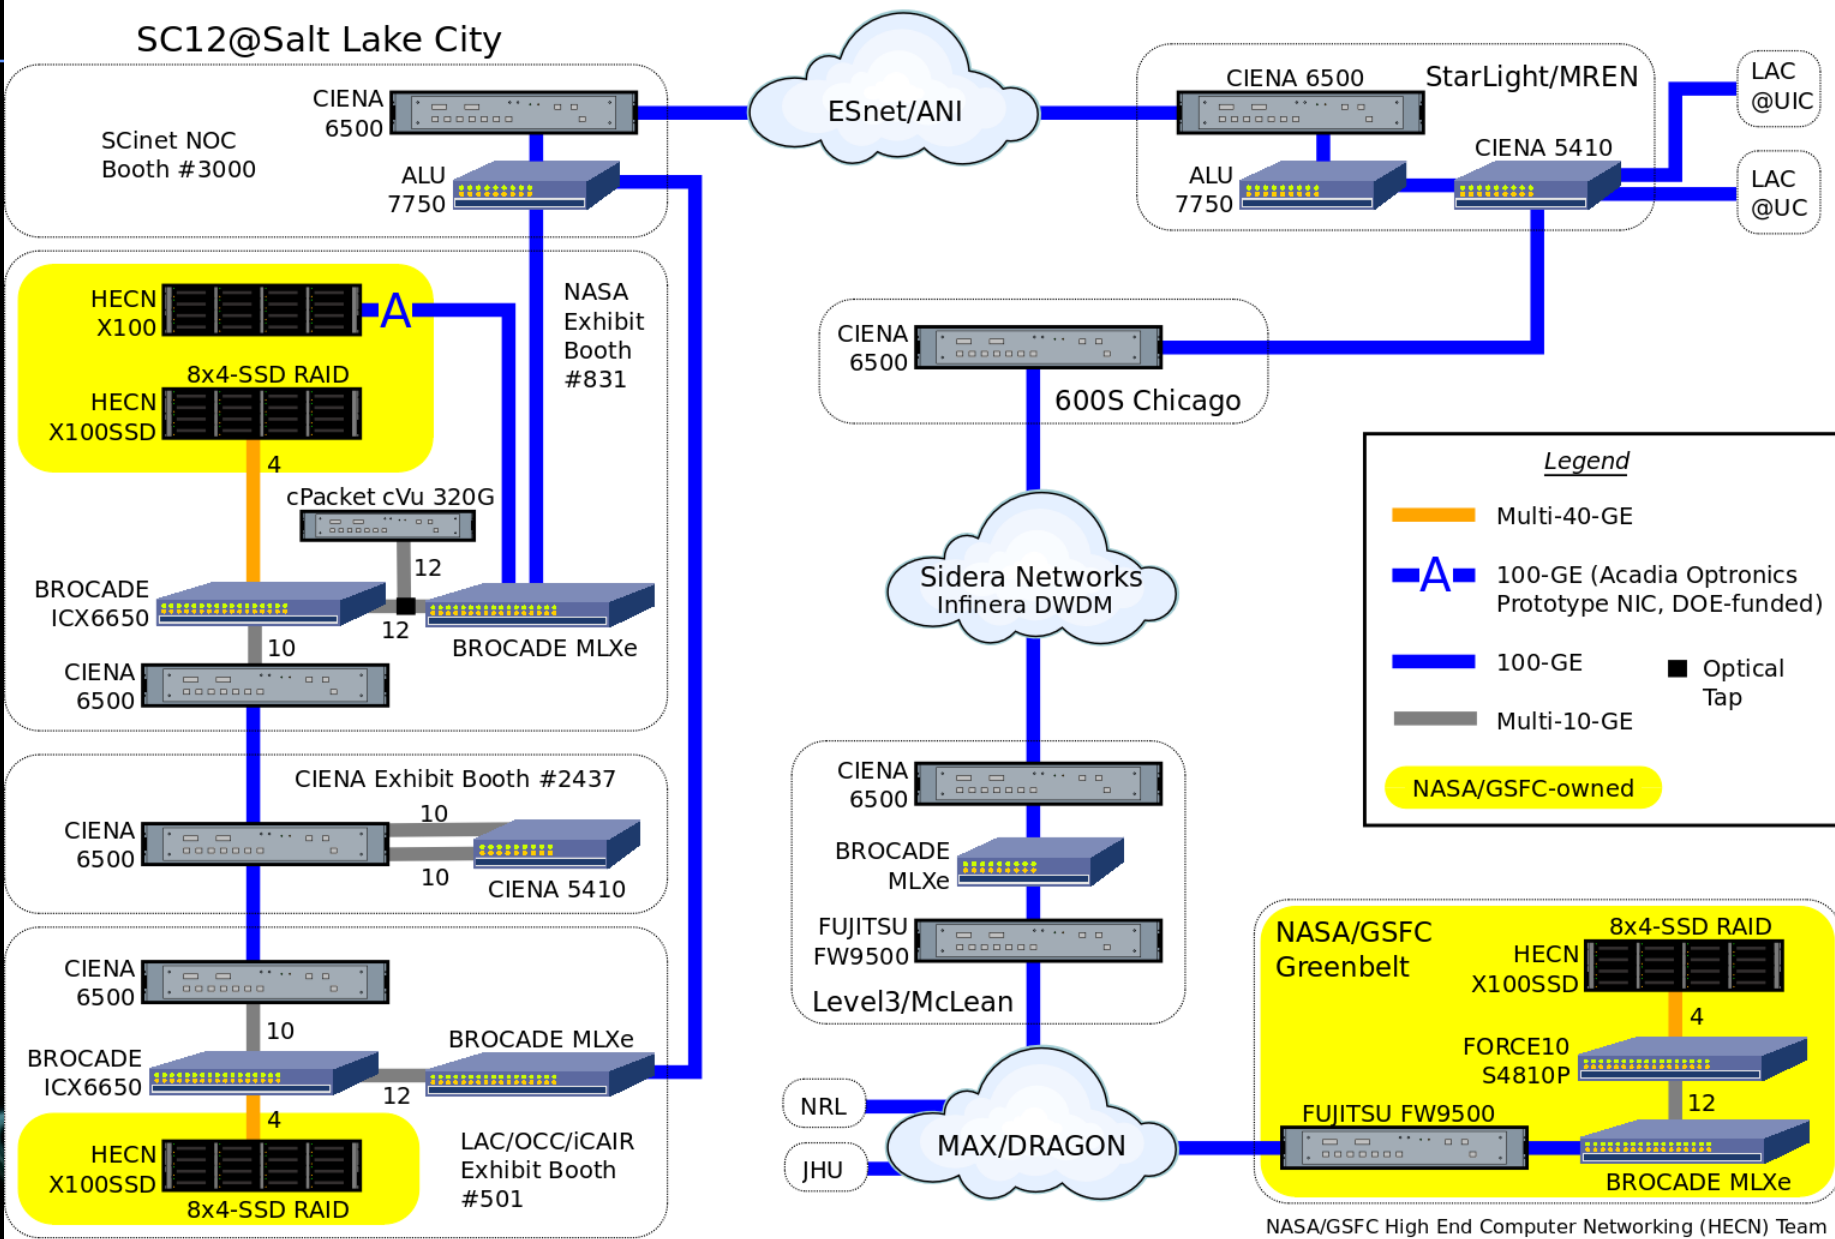 SC12@Salt Lake City
SCinet NOC
Booth #3000
CIENA
6500
ALU
7750
ESnet/ANI
StarLight/MREN
CIENA 6500
CIENA 5410
ALU
7750
LAC
@UIC
LAC
@UC
HECN
X100
A
8x4-SSD RAID
HECN
X100SSD
4
NASA
Exhibit
Booth
#831
cPacket cVu 320G
12
BROCADE
ICX6650
12
BROCADE MLXe
10
CIENA
6500
CIENA Exhibit Booth #2437
CIENA
6500
10
10
CIENA 5410
CIENA
6500
10
BROCADE
ICX6650
12
BROCADE MLXe
4
HECN
X100SSD
8x4-SSD RAID
LAC/OCC/iCAIR
Exhibit Booth
#501
CIENA
6500
600S Chicago
Sidera Networks
Infinera DWDM
CIENA
6500
BROCADE
MLXe
FUJITSU
FW9500
Level3/McLean
NRL
JHU
MAX/DRAGON
Legend
Multi-40-GE
A
100-GE (Acadia Optronics
Prototype NIC, DOE-funded)
100-GE
Optical
Tap
Multi-10-GE
NASA/GSFC-owned
NASA/GSFC
Greenbelt
8x4-SSD RAID
HECN
X100SSD
4
FORCE10
S4810P
12
FUJITSU FW9500
BROCADE MLXe
NASA/GSFC High End Computer Networking (HECN) Team